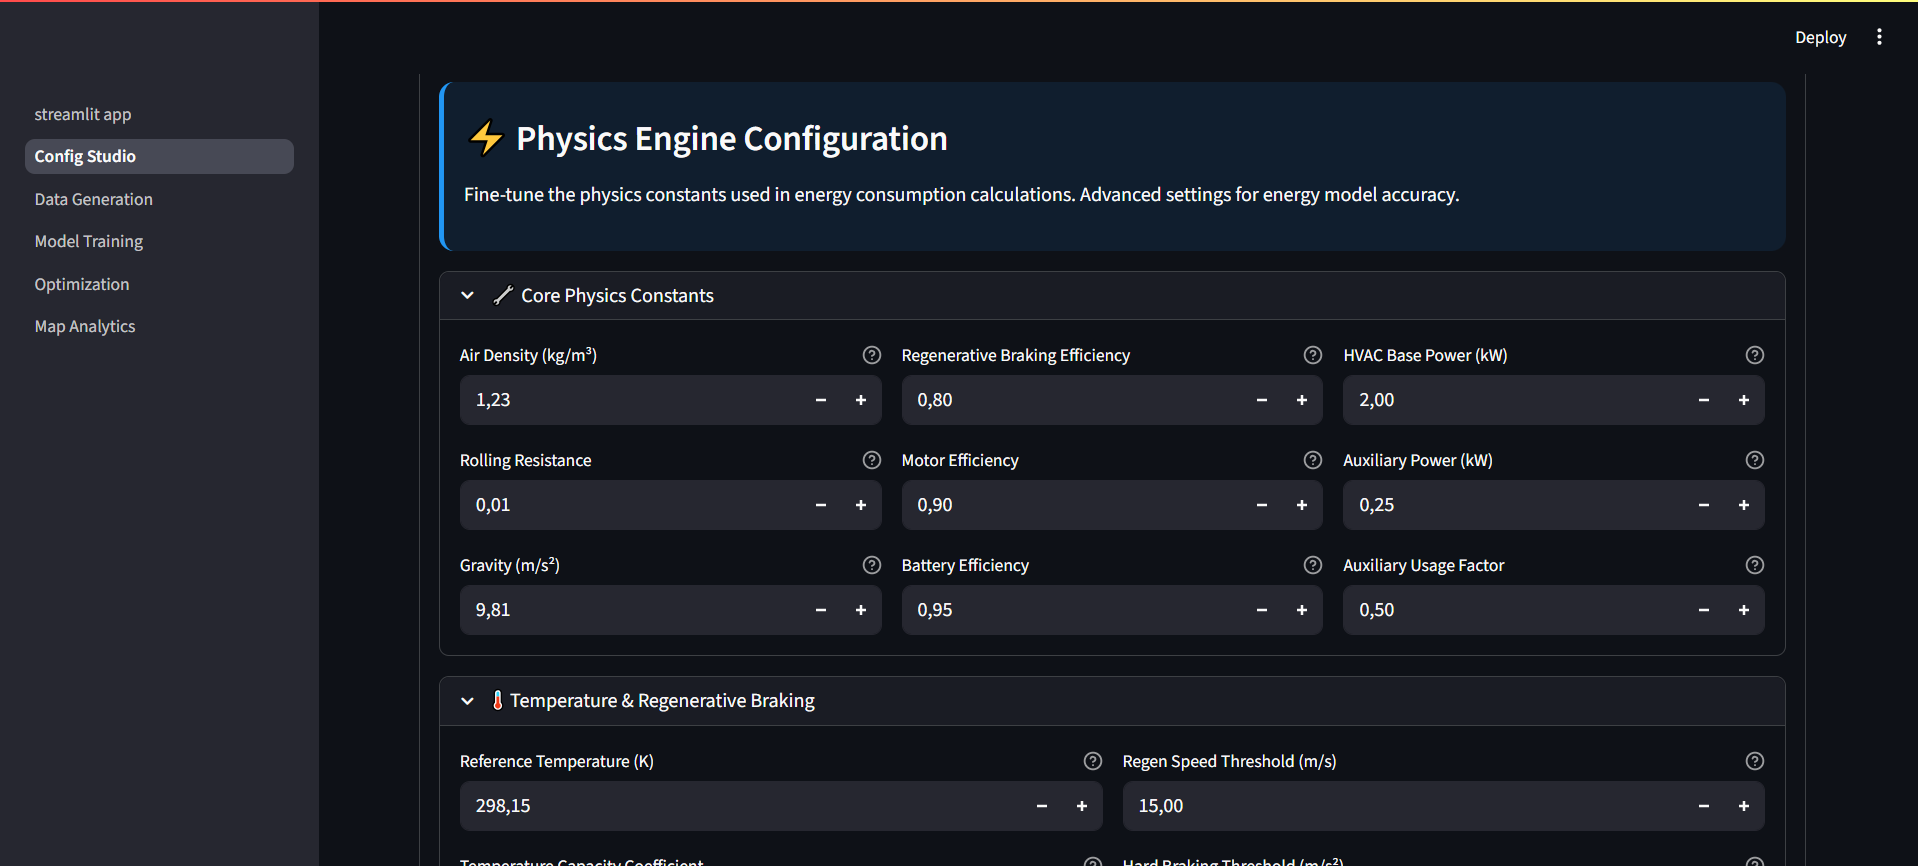 Deploy
streamlit app
Config Studio
Data Generation
Model Training
Optimization
Map Analytics
Physics Engine Configuration
Fine-tune the physics constants used in energy consumption calculations. Advanced settings for energy model accuracy.
Core Physics Constants
Air Density (kg/m³)
Regenerative Braking Efficiency
HVAC Base Power (kW)
1,23
0,80
2,00
Rolling Resistance
Motor Efficiency
Auxiliary Power (kW)
0,01
0,90
0,25
Gravity (m/s²)
Battery Efficiency
Auxiliary Usage Factor
9,81
0,95
0,50
Temperature & Regenerative Braking
Reference Temperature (K)
Regen Speed Threshold (m/s)
298,15
15,00
Temperature Capacity Coefficient
Hard Braking Threshold (m/s²)